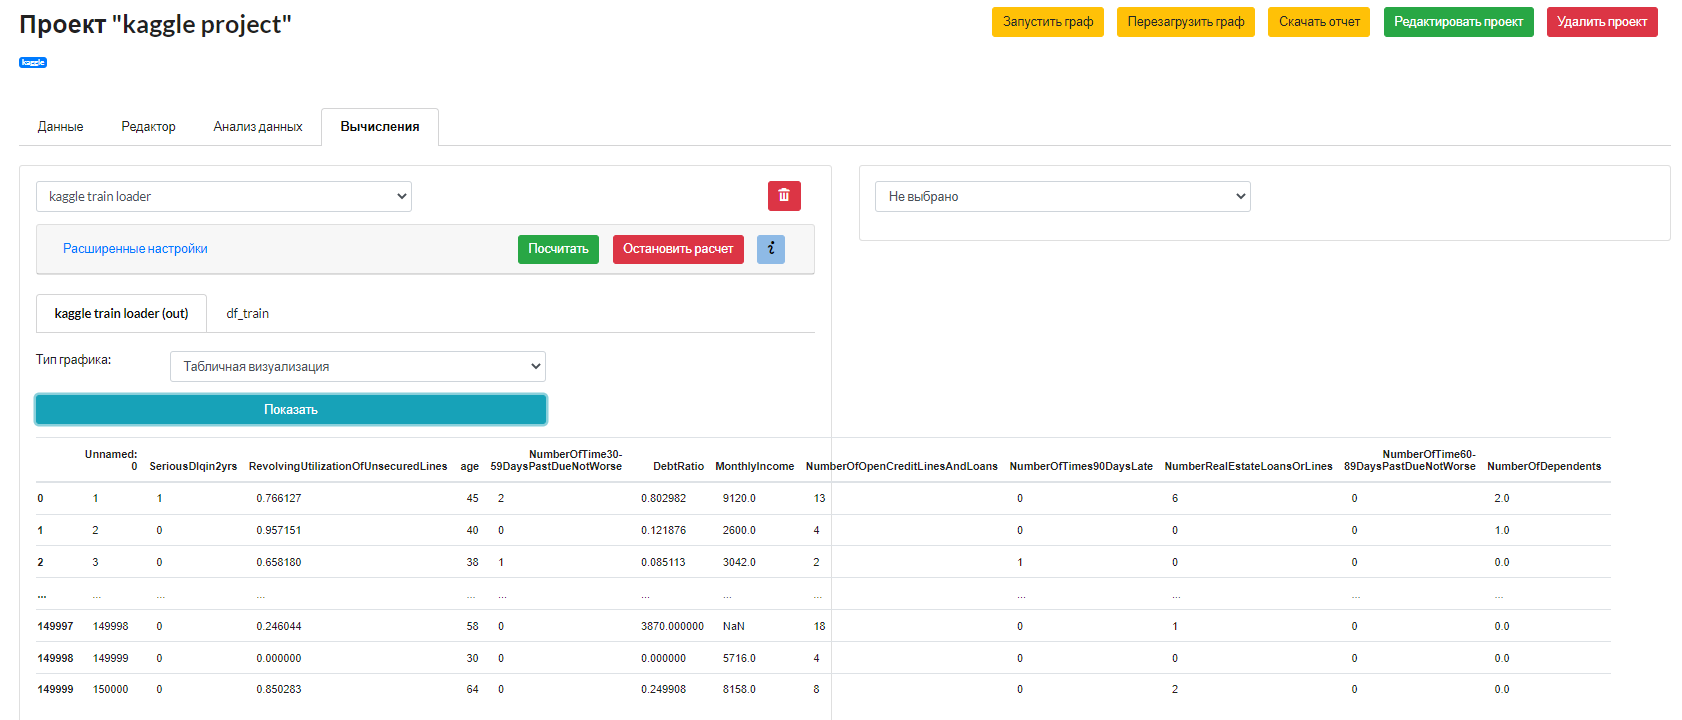 Проект "kaggle project"
Запустить граф Перезагрузить граф Скачать отчет Редактировать проект Удалить проект
kaggle
Данные Редактор Анализ данных Вычисления
kaggle train loader
Не выбрано
Расширенные настройки Посчитать Остановить расчет i
kaggle train loader (out) df_train
Тип графика: Табличная визуализация
Показать
Unnamed: 0 SeriousDlqin2yrs RevolvingUtilizationOfUnsecuredLines age NumberOfTime30-59DaysPastDueNotWorse DebtRatio MonthlyIncome NumberOfOpenCreditLinesAndLoans NumberOfTimes90DaysLate NumberRealEstateLoansOrLines NumberOfTime60-89DaysPastDueNotWorse NumberOfDependents
0 1 1 0.766127 45 2 0.802982 9120.0 13 0 6 0 2.0
1 2 0 0.957151 40 0 0.121876 2600.0 4 0 0 0 1.0
2 3 0 0.658180 38 1 0.085113 3042.0 2 1 0 0 0.0
... ... ... ... ... ... ... ... ... ... ... ... ...
149997 149998 0 0.246044 58 0 3870.000000 NaN 18 0 1 0 0.0
149998 149999 0 0.000000 30 0 0.000000 5716.0 4 0 0 0 0.0
149999 150000 0 0.850283 64 0 0.249908 8158.0 8 0 2 0 0.0